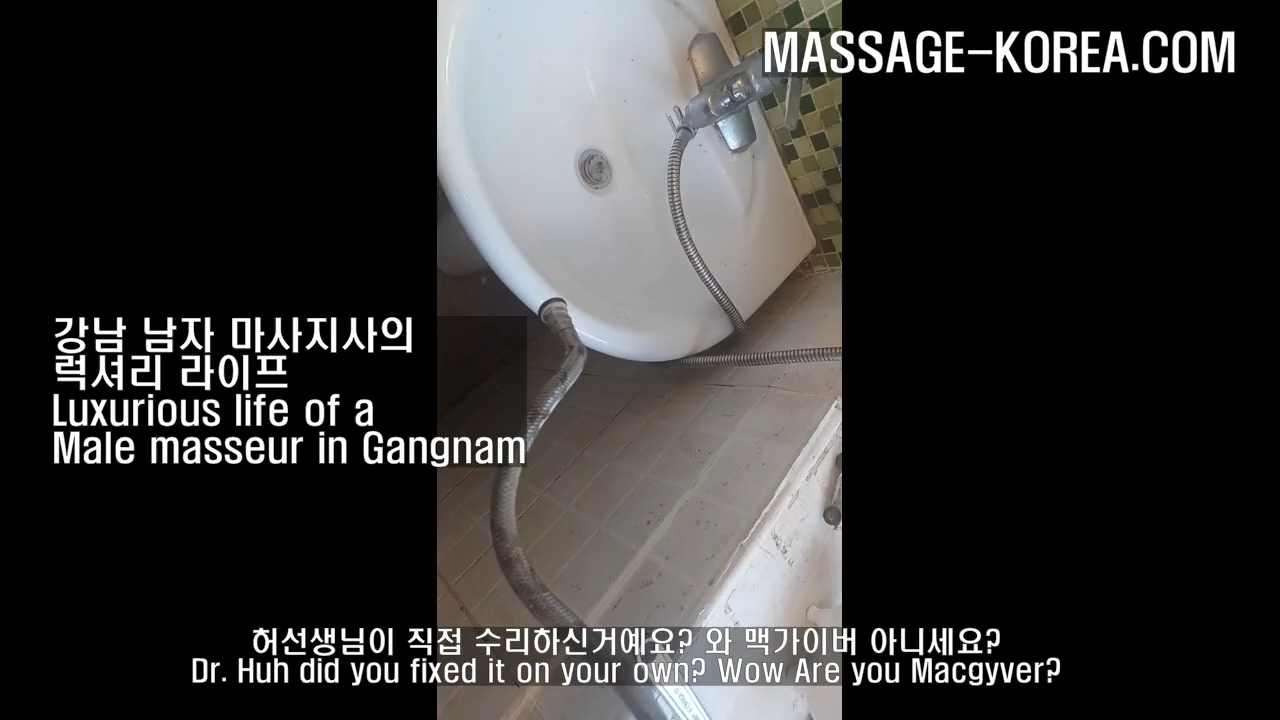 MASSAGE-KOREA.COM
강남 남자 마사지사의
럭셔리 라이프
Luxurious life of a
Male masseur in Gangnam
허선생님이 직접 수리하신거예요? 와 맥가이버 아니세요?
Dr. Huh did you fixed it on your own? Wow Are you Macgyver?